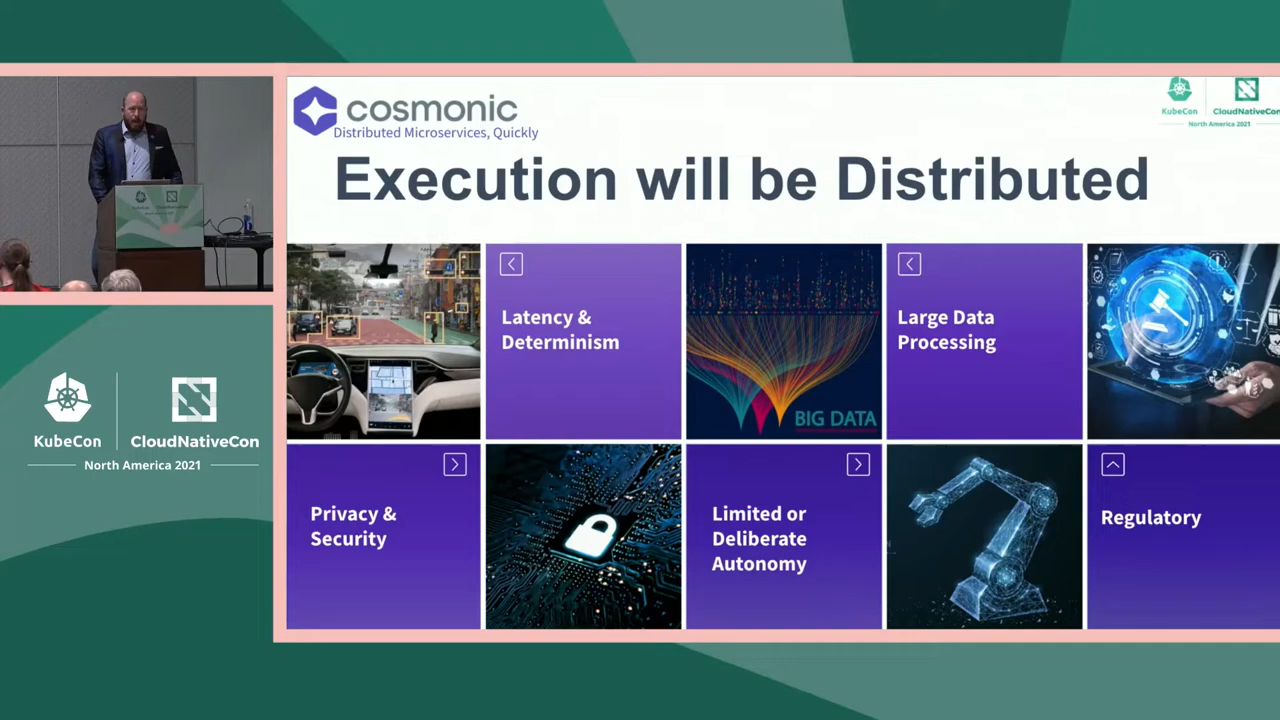 cosmonic
Distributed Microservices, Quickly
KubeCon
CloudNativeCon
North America 2021
Execution will be Distributed
Latency &
Determinism
BIG DATA
Large Data
Processing
Privacy &
Security
Limited or
Deliberate
Autonomy
Regulatory
KubeCon
CloudNativeCon
North America 2021